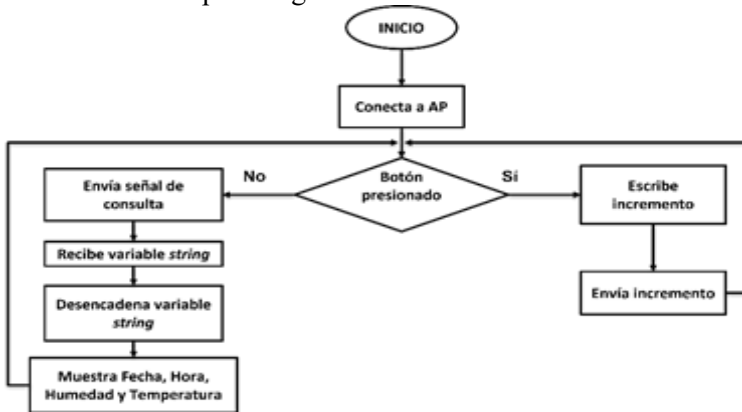 INICIO
Conecta a AP
Botón
presionado
No
Sí
Envía señal de
consulta
Recibe variable string
Desencadena variable
string
Muestra Fecha, Hora,
Humedad y Temperatura
Escribe
incremento
Envía incremento